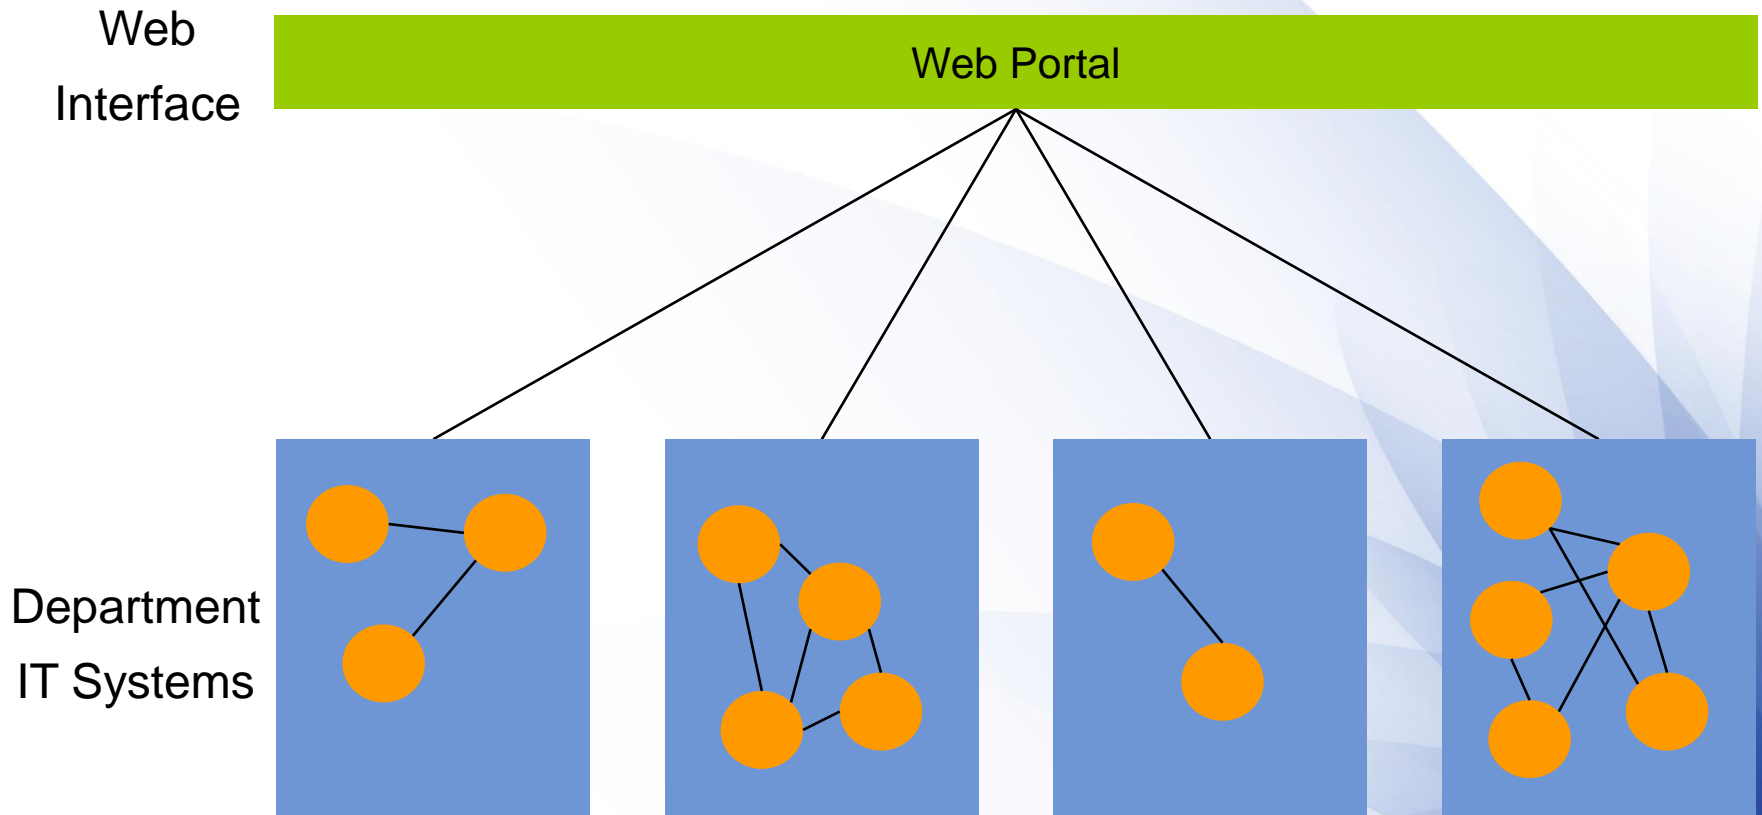 Web
Interface
Web Portal
Department
IT Systems